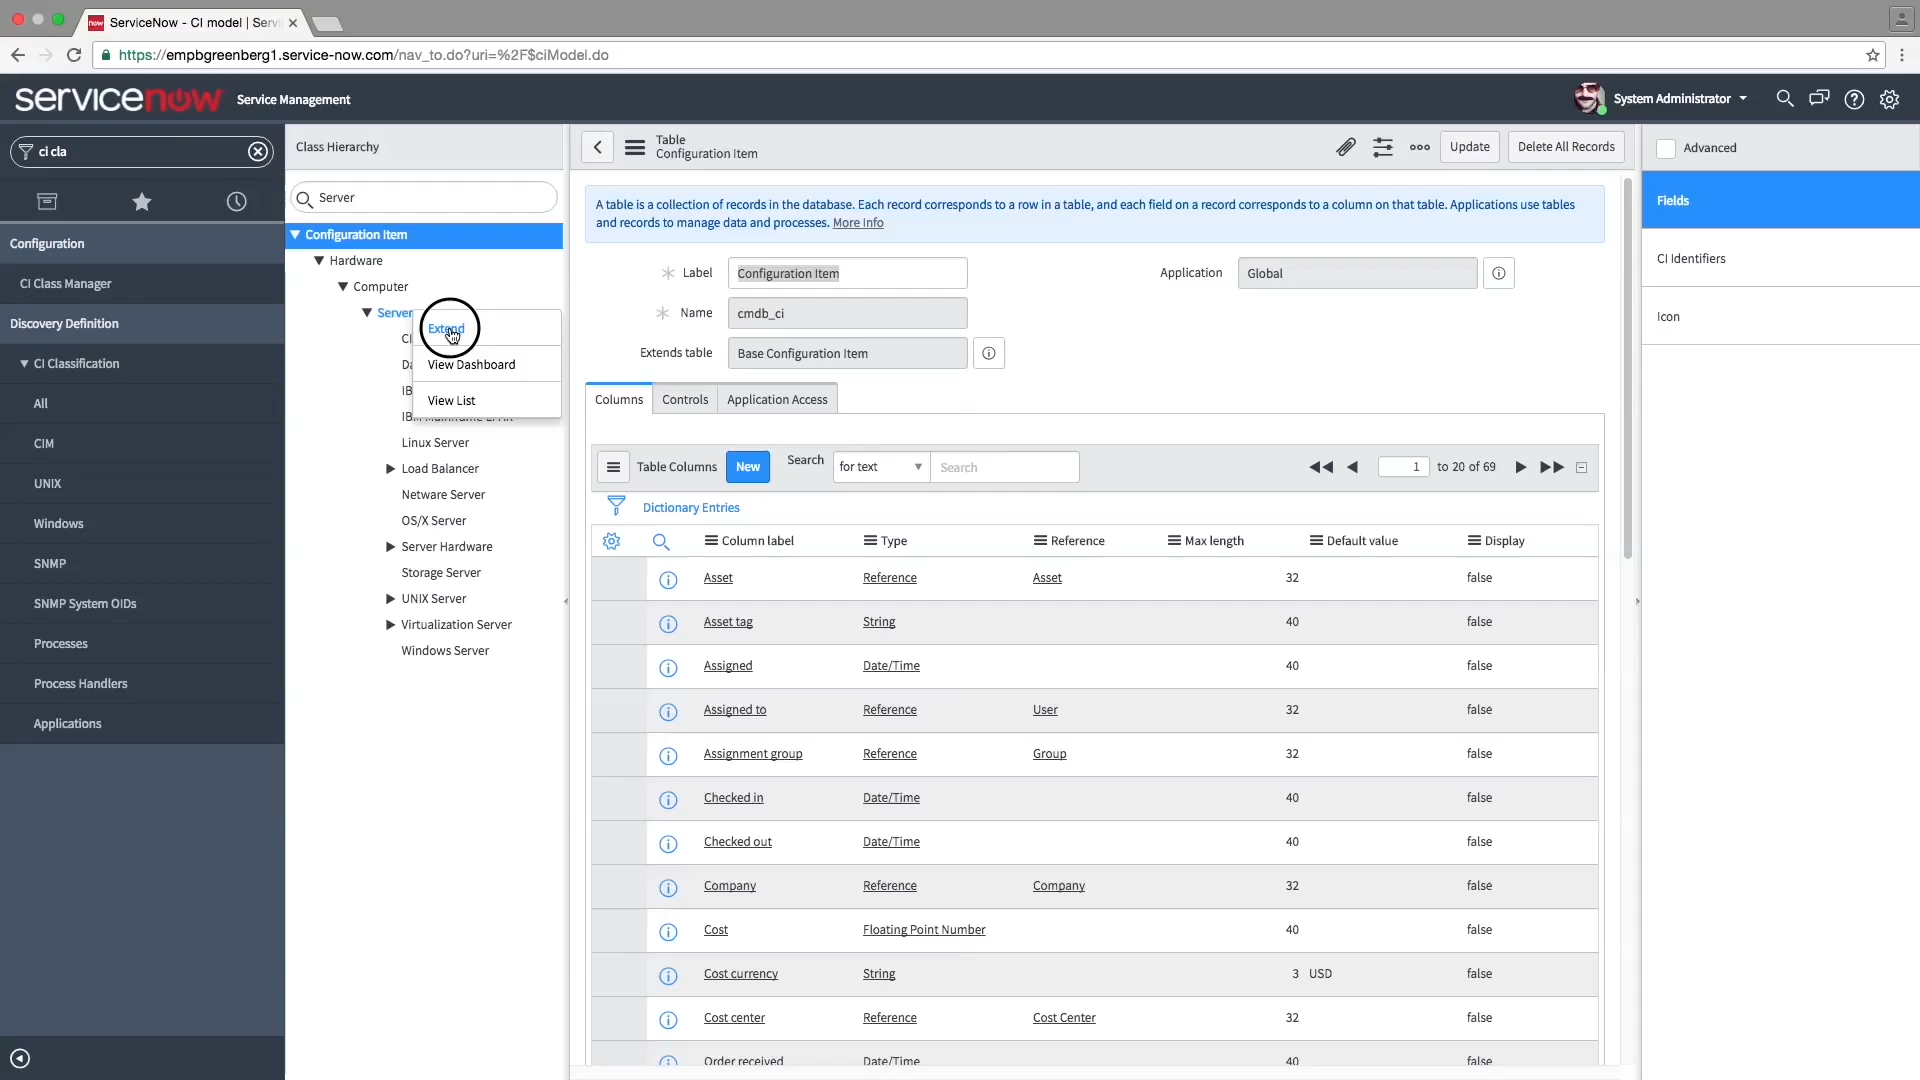 now ServiceNow - CI model | Servi
https://empbgreenberg1.service-now.com/nav_to.do?uri=%2F$ciModel.do
servicenow Service Management
System Administrator
ci cla
Configuration
CI Class Manager
Discovery Definition
CI Classification
All
CIM
UNIX
Windows
SNMP
SNMP System OIDs
Processes
Process Handlers
Applications
Class Hierarchy
Server
Configuration Item
Hardware
Computer
Server
Extend
View Dashboard
View List
Linux Server
Load Balancer
Netware Server
OS/X Server
Server Hardware
Storage Server
UNIX Server
Virtualization Server
Windows Server
Table
Configuration Item
Update
Delete All Records
A table is a collection of records in the database. Each record corresponds to a row in a table, and each field on a record corresponds to a column on that table. Applications use tables
and records to manage data and processes. More Info
Label Configuration Item
Application Global
Name cmdb_ci
Extends table Base Configuration Item
Columns Controls Application Access
Table Columns New Search for text Search 1 to 20 of 69
Dictionary Entries
Column label Type Reference Max length Default value Display
Asset Reference Asset 32 false
Asset tag String 40 false
Assigned Date/Time 40 false
Assigned to Reference User 32 false
Assignment group Reference Group 32 false
Checked in Date/Time 40 false
Checked out Date/Time 40 false
Company Reference Company 32 false
Cost Floating Point Number 40 false
Cost currency String 3 USD false
Cost center Reference Cost Center 32 false
Order received Date/Time 40 false
Advanced
Fields
CI Identifiers
Icon